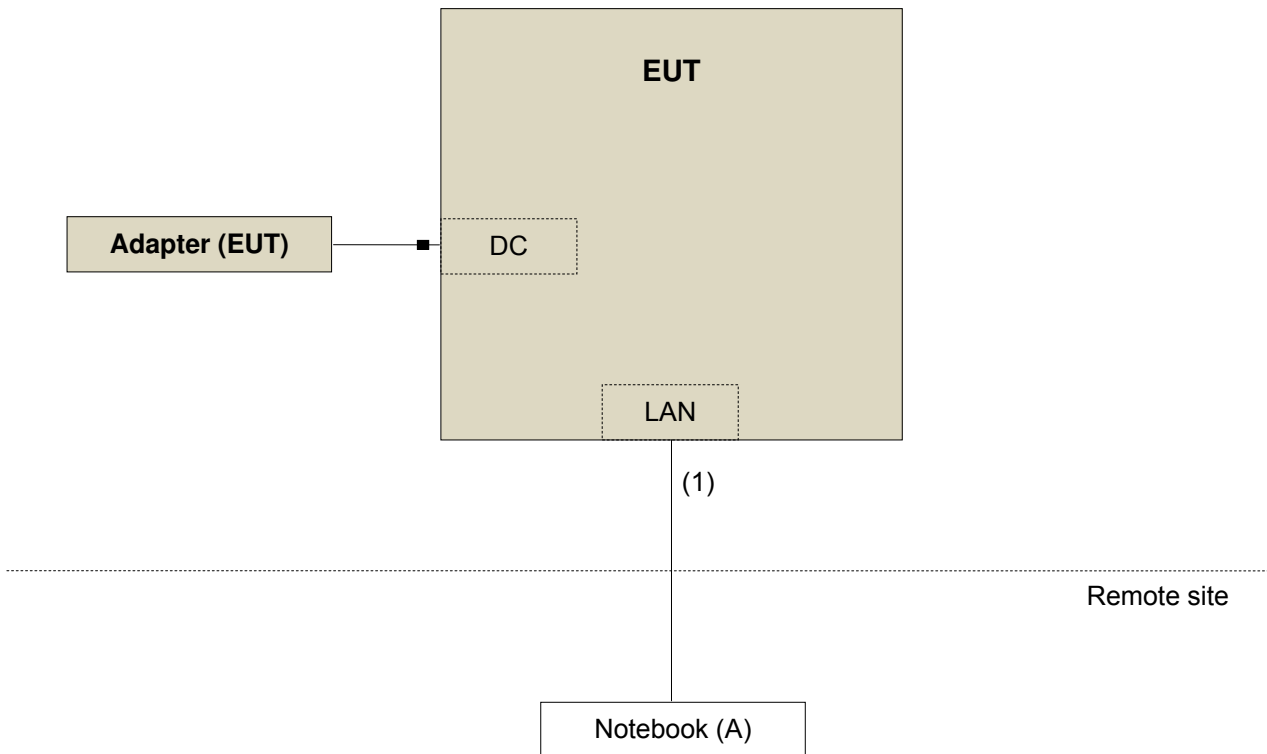 EUT
Adapter (EUT)
DC
LAN
(1)
Remote site
Notebook (A)